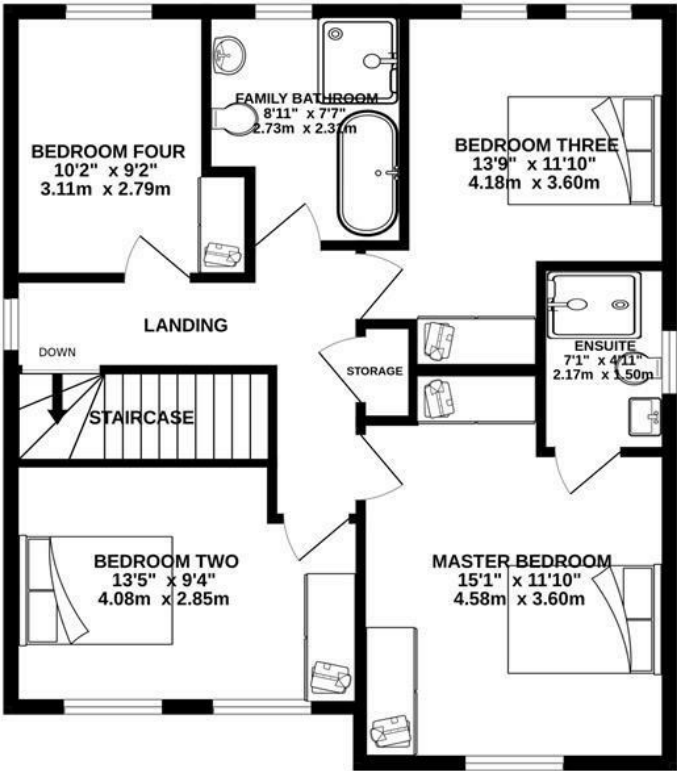 FAMILY BATHROOM
8'11" x 7'7"
2.73m x 2.31m
BEDROOM FOUR
10'2" x 9'2"
3.11m x 2.79m
BEDROOM THREE
13'9" x 11'10"
4.18m x 3.60m
LANDING
DOWN
STORAGE
ENSUITE
7'1" x 4'11"
2.17m x 1.50m
STAIRCASE
BEDROOM TWO
13'5" x 9'4"
4.08m x 2.85m
MASTER BEDROOM
15'1" x 11'10"
4.58m x 3.60m